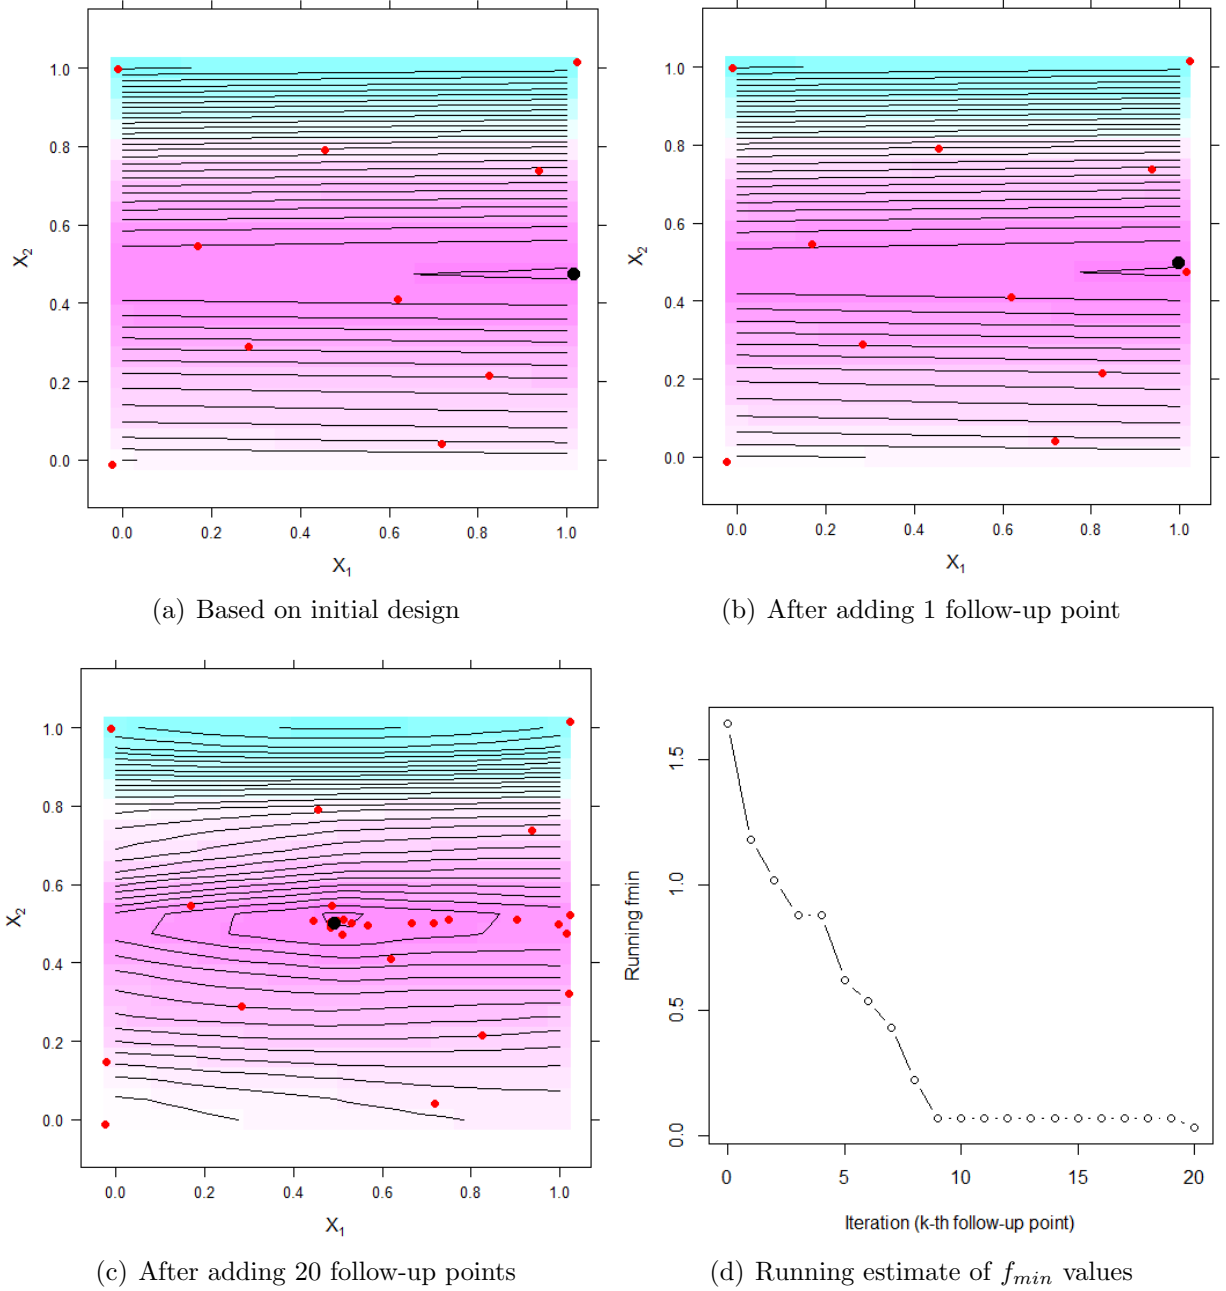 1.0
0.8
0.6
0.4
0.2
0.0
X2
0.0 0.2 0.4 0.6 0.8 1.0
X1
(a) Based on initial design
1.0
0.8
0.6
0.4
0.2
0.0
X2
0.0 0.2 0.4 0.6 0.8 1.0
X1
(b) After adding 1 follow-up point
1.0
0.8
0.6
0.4
0.2
0.0
X2
0.0 0.2 0.4 0.6 0.8 1.0
X1
(c) After adding 20 follow-up points
1.5
1.0
0.5
0.0
Running fmin
0 5 10 15 20
Iteration (k-th follow-up point)
(d) Running estimate of fmin values